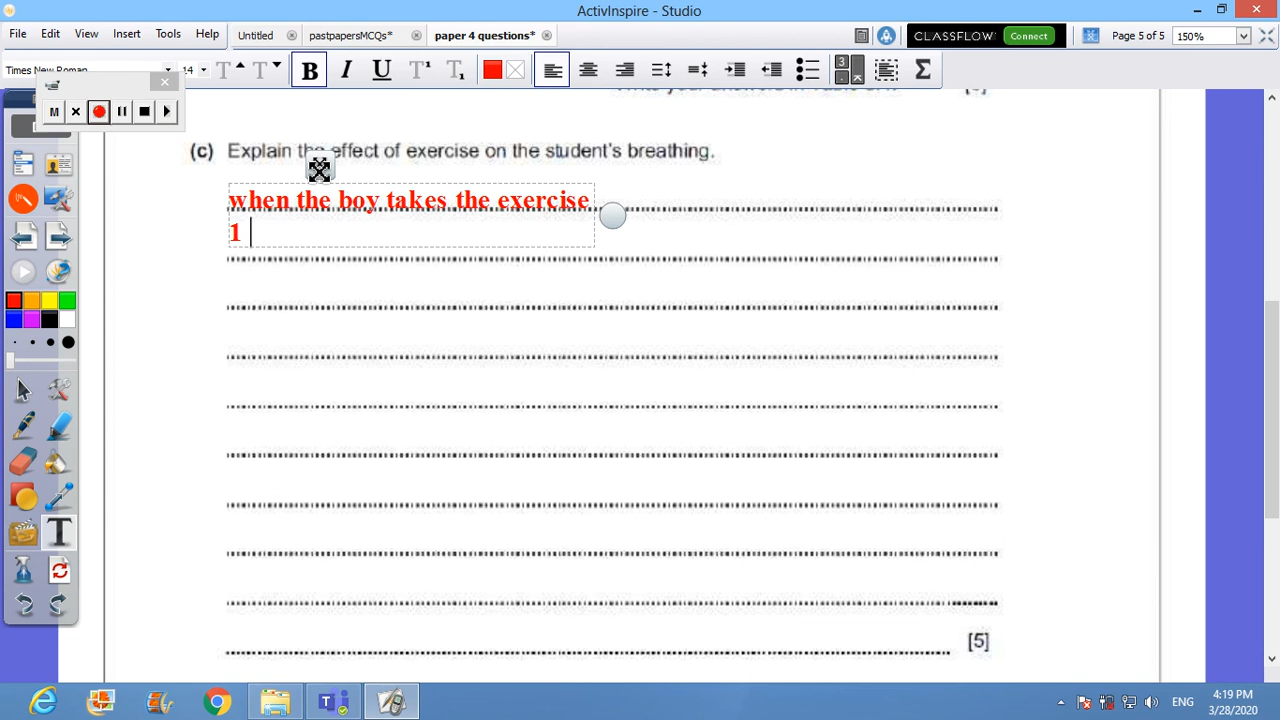 ActivInspire - Studio
File Edit View Insert Tools Help
Untitled
pastpapersMCQs*
paper 4 questions*
CLASSFLOW
Connect
Page 5 of 5
150%
Times New Roman
14
M
(c) Explain the effect of exercise on the student's breathing.
when the boy takes the exercise
1
[5]
ENG
4:19 PM
3/28/2020